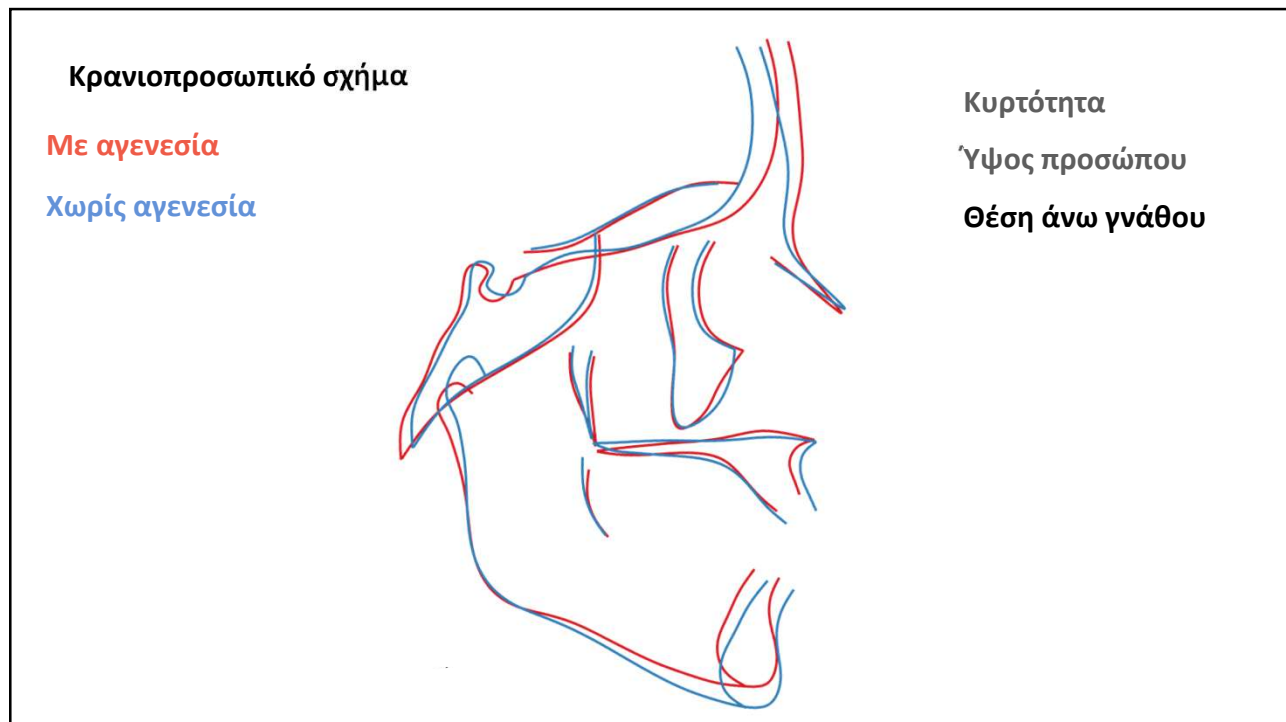 Κρανιοπροσωπικό σχήμα
Με αγενεσία
Χωρίς αγενεσία
Κυρτότητα
Ύψος προσώπου
Θέση άνω γνάθου